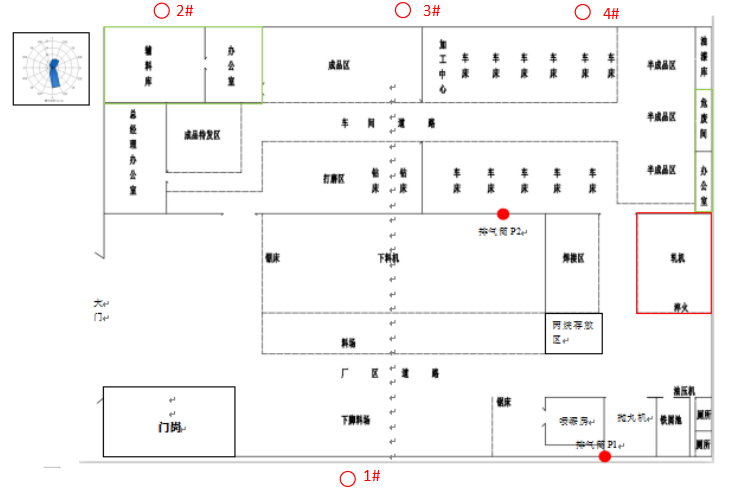 2#
3#
4#
辅料库
办公室
成品区
加工中心
车床
车床
车床
车床
车床
车床
半成品区
油漆库
总经理办公室
成品待发区
车 间 道 路
半成品区
危废间
打磨区
钻床
钻床
车床
车床
车床
车床
车床
半成品区
办公室
排气筒 P2
锯床
下料机
焊接区
轧机
大门
淬火
料场
两烷存放区
厂 区 道 路
油压机
锯床
门岗
下脚料场
喷漆房
抛丸机
铁圆池
厕所
排气筒 P1
厕所
1#